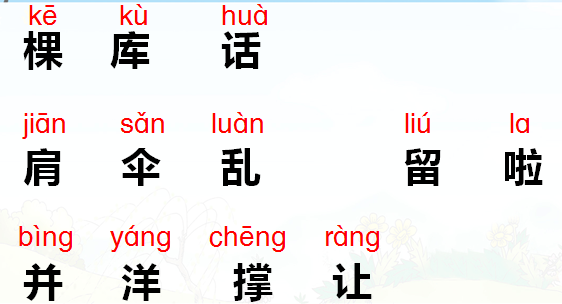 kē kù huà
棵 库 话
jiān sǎn luàn liú la
肩 伞 乱 留 啦
bìng yáng chēng ràng
并 洋 撑 让